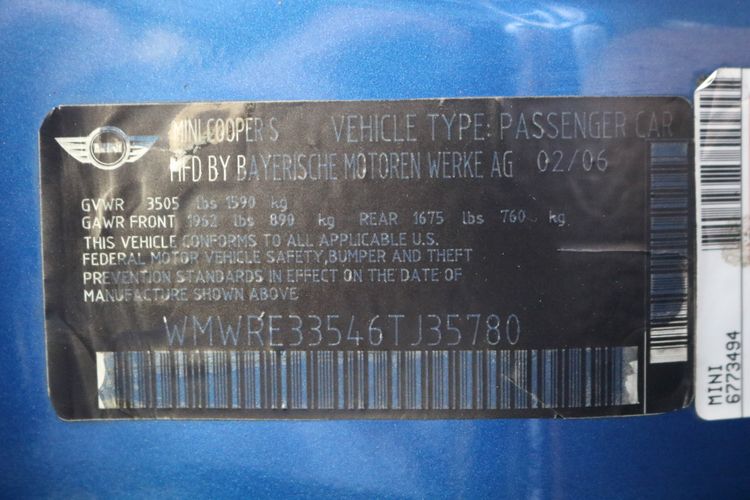 MINI COOPER S VEHICLE TYPE: PASSENGER CAR
MFD BY BAYERISCHE MOTOREN WERKE AG 02/06
GVWR 3505 lbs 1590 kg
GAWR FRONT 1962 lbs 890 kg REAR 1675 lbs 760 kg
THIS VEHICLE CONFORMS TO ALL APPLICABLE U.S.
FEDERAL MOTOR VEHICLE SAFETY, BUMPER AND THEFT
PREVENTION STANDARDS IN EFFECT ON THE DATE OF
MANUFACTURE SHOWN ABOVE
WMWRE33546TJ35780
MINI
67773494